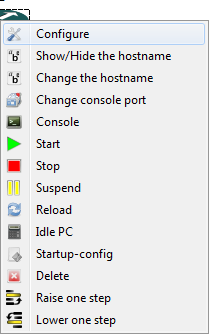 Configure
Show/Hide the hostname
Change the hostname
Change console port
Console
Start
Stop
Suspend
Reload
Idle PC
Startup-config
Delete
Raise one step
Lower one step